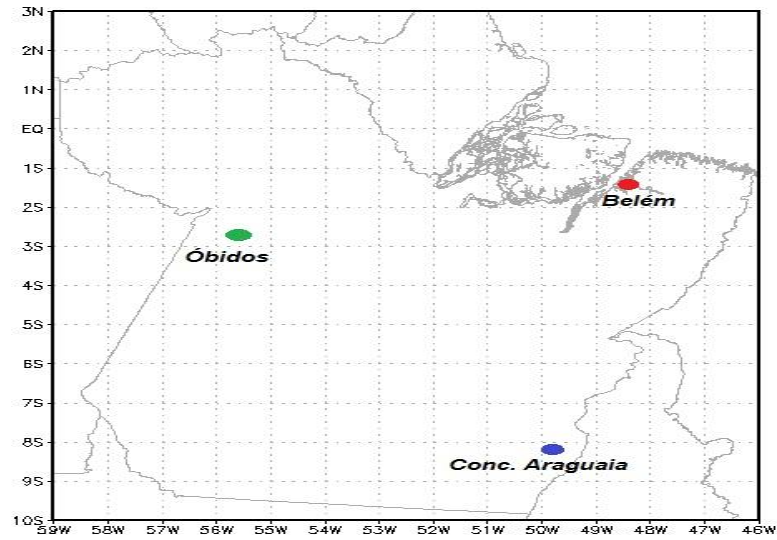 3N
2N
1N
EQ
1S
2S
3S
4S
5S
6S
7S
8S
9S
10S
59W 58W 57W 56W 55W 54W 53W 52W 51W 50W 49W 48W 47W 46W
Belém
Óbidos
Conc. Araguaia